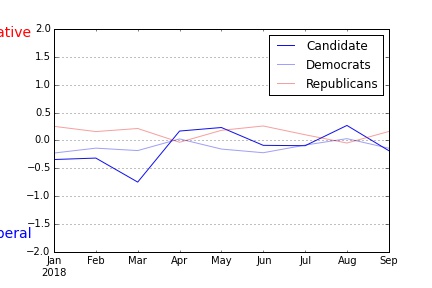 2.0
ative
Candidate
1.5
Democrats
1.0
Republicans
0.5
0.0
−0.5
−1.0
−1.5
beral
−2.0
Jan Feb Mar Apr May Jun Jul Aug Sep
2018